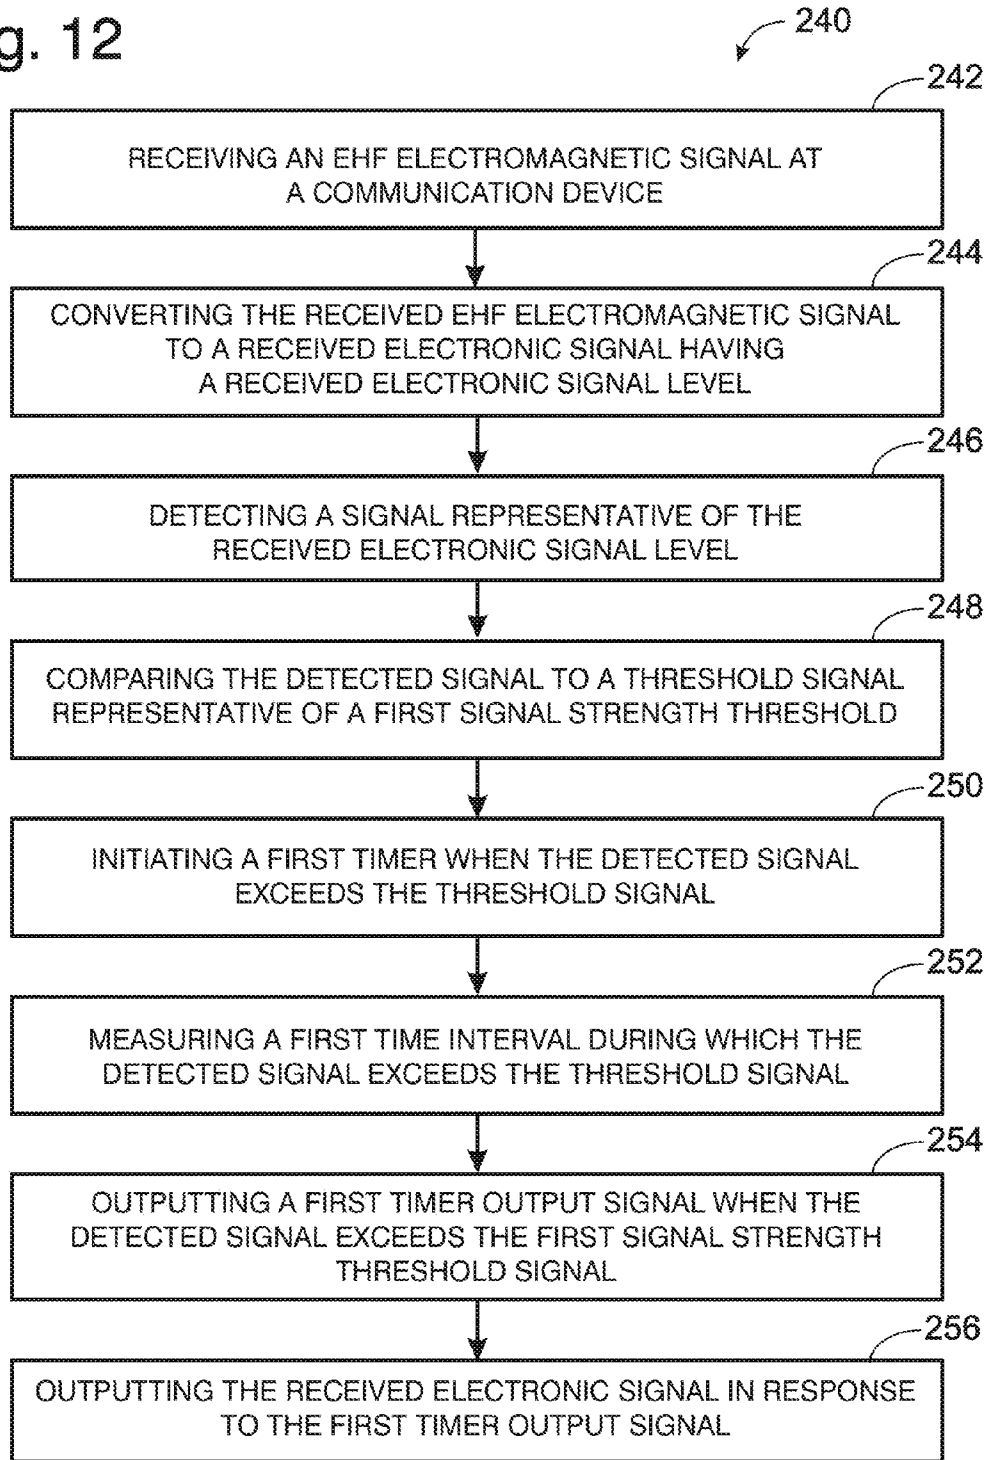 g. 12
240
242
RECEIVING AN EHF ELECTROMAGNETIC SIGNAL AT
A COMMUNICATION DEVICE
244
CONVERTING THE RECEIVED EHF ELECTROMAGNETIC SIGNAL
TO A RECEIVED ELECTRONIC SIGNAL HAVING
A RECEIVED ELECTRONIC SIGNAL LEVEL
246
DETECTING A SIGNAL REPRESENTATIVE OF THE
RECEIVED ELECTRONIC SIGNAL LEVEL
248
COMPARING THE DETECTED SIGNAL TO A THRESHOLD SIGNAL
REPRESENTATIVE OF A FIRST SIGNAL STRENGTH THRESHOLD
250
INITIATING A FIRST TIMER WHEN THE DETECTED SIGNAL
EXCEEDS THE THRESHOLD SIGNAL
252
MEASURING A FIRST TIME INTERVAL DURING WHICH THE
DETECTED SIGNAL EXCEEDS THE THRESHOLD SIGNAL
254
OUTPUTTING A FIRST TIMER OUTPUT SIGNAL WHEN THE
DETECTED SIGNAL EXCEEDS THE FIRST SIGNAL STRENGTH
THRESHOLD SIGNAL
256
OUTPUTTING THE RECEIVED ELECTRONIC SIGNAL IN RESPONSE
TO THE FIRST TIMER OUTPUT SIGNAL